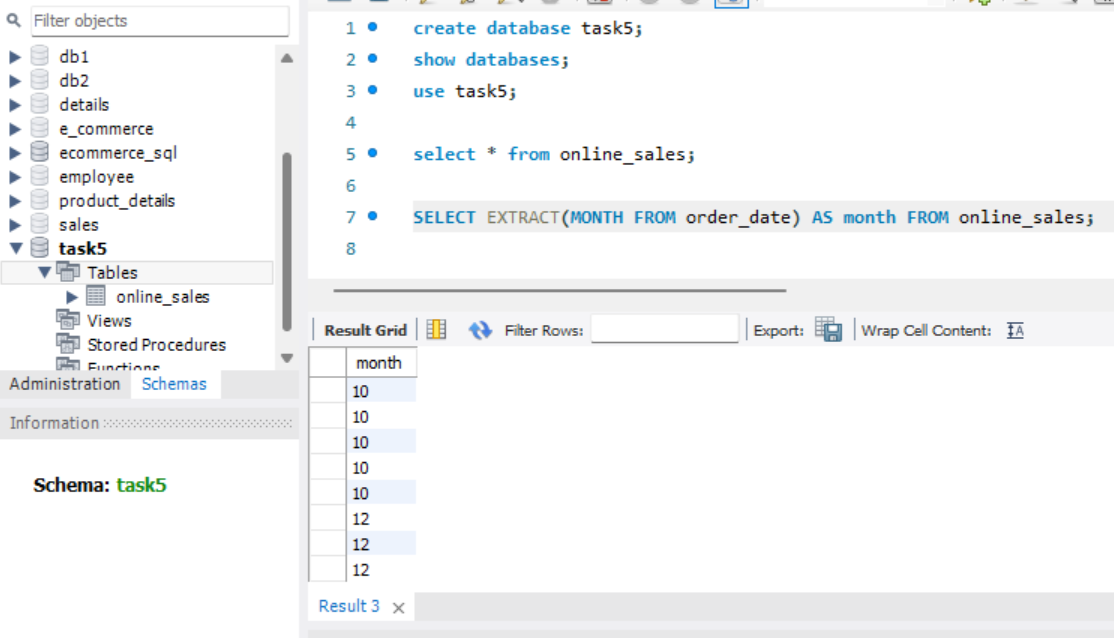 Filter objects
db1
db2
details
e_commerce
ecommerce_sql
employee
product_details
sales
task5
Tables
online_sales
Views
Stored Procedures
Functions
Administration Schemas
Information
Schema: task5
1 create database task5;
2 show databases;
3 use task5;
4
5 select * from online_sales;
6
7 SELECT EXTRACT(MONTH FROM order_date) AS month FROM online_sales;
8
Result Grid Filter Rows: Export: Wrap Cell Content: IA
month
10
10
10
10
10
12
12
12
Result 3 ×